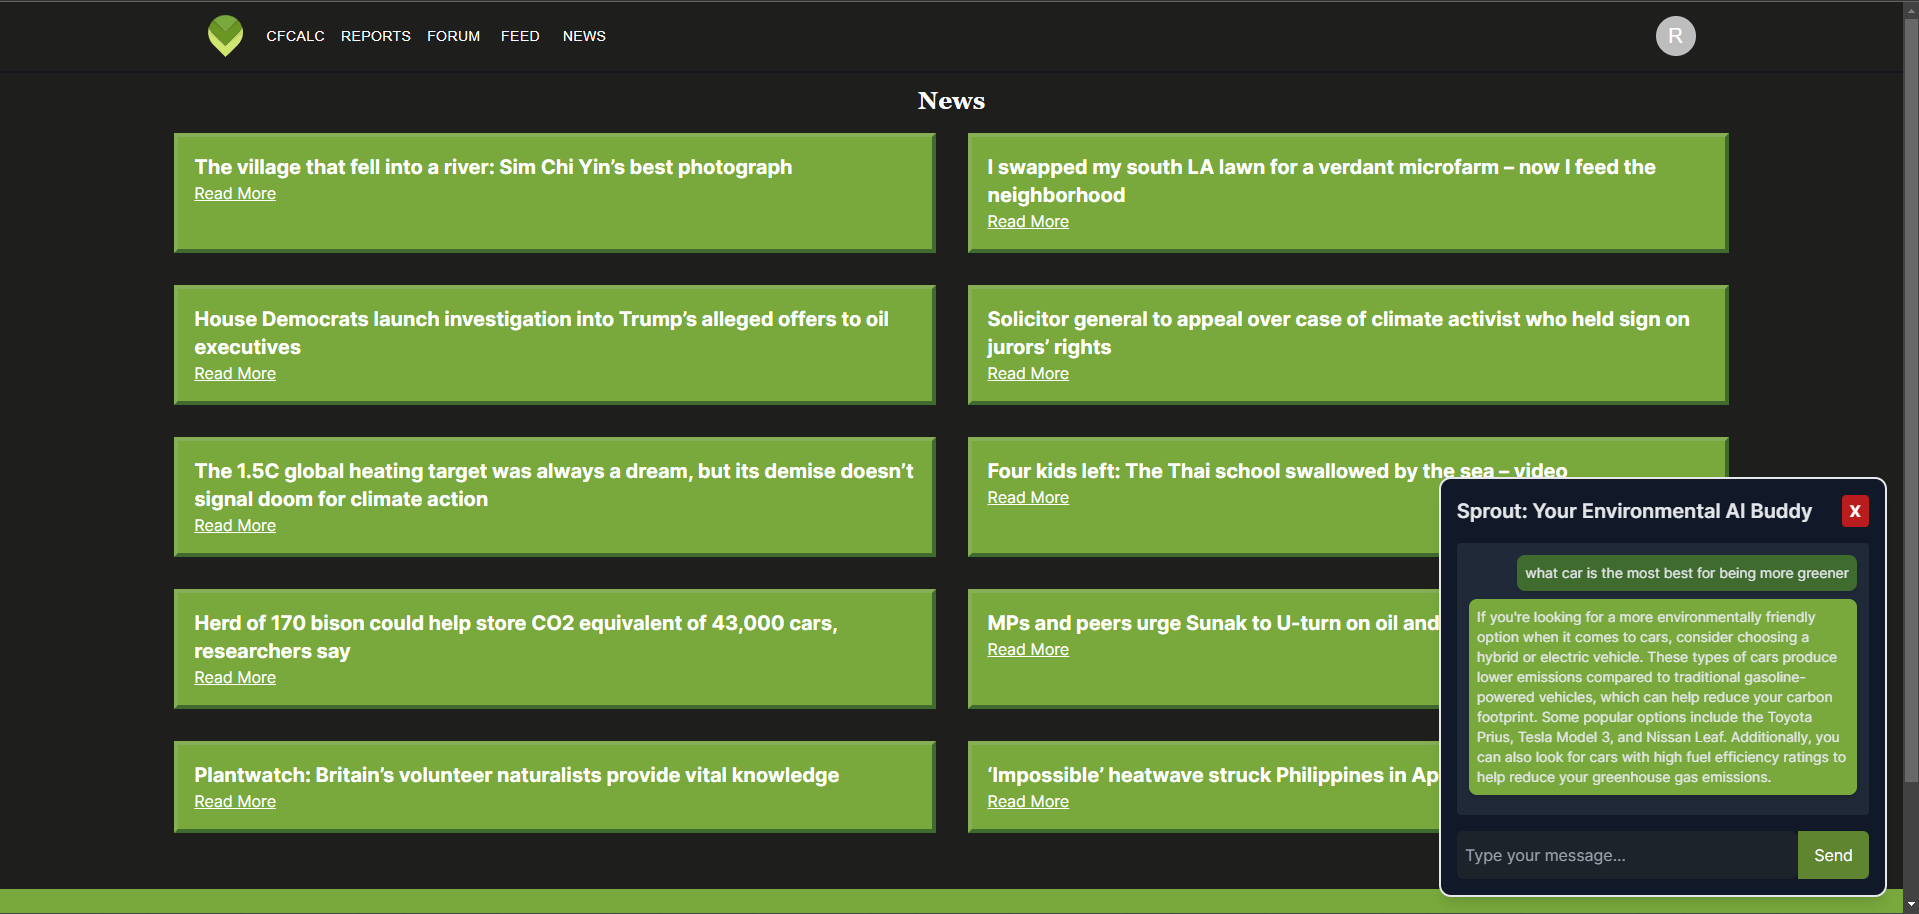 CFCALC REPORTS FORUM FEED NEWS R
News
The village that fell into a river: Sim Chi Yin’s best photograph
Read More
I swapped my south LA lawn for a verdant microfarm – now I feed the
neighborhood
Read More
House Democrats launch investigation into Trump’s alleged offers to oil
executives
Read More
Solicitor general to appeal over case of climate activist who held sign on
jurors’ rights
Read More
The 1.5C global heating target was always a dream, but its demise doesn’t
signal doom for climate action
Read More
Four kids left: The Thai school swallowed by the sea – video
Read More
Herd of 170 bison could help store CO2 equivalent of 43,000 cars,
researchers say
Read More
MPs and peers urge Sunak to U-turn on oil and
Read More
Plantwatch: Britain’s volunteer naturalists provide vital knowledge
Read More
‘Impossible’ heatwave struck Philippines in Ap
Read More
Sprout: Your Environmental AI Buddy X
what car is the most best for being more greener
If you're looking for a more environmentally friendly
option when it comes to cars, consider choosing a
hybrid or electric vehicle. These types of cars produce
lower emissions compared to traditional gasoline-
powered vehicles, which can help reduce your carbon
footprint. Some popular options include the Toyota
Prius, Tesla Model 3, and Nissan Leaf. Additionally, you
can also look for cars with high fuel efficiency ratings to
help reduce your greenhouse gas emissions.
Type your message... Send